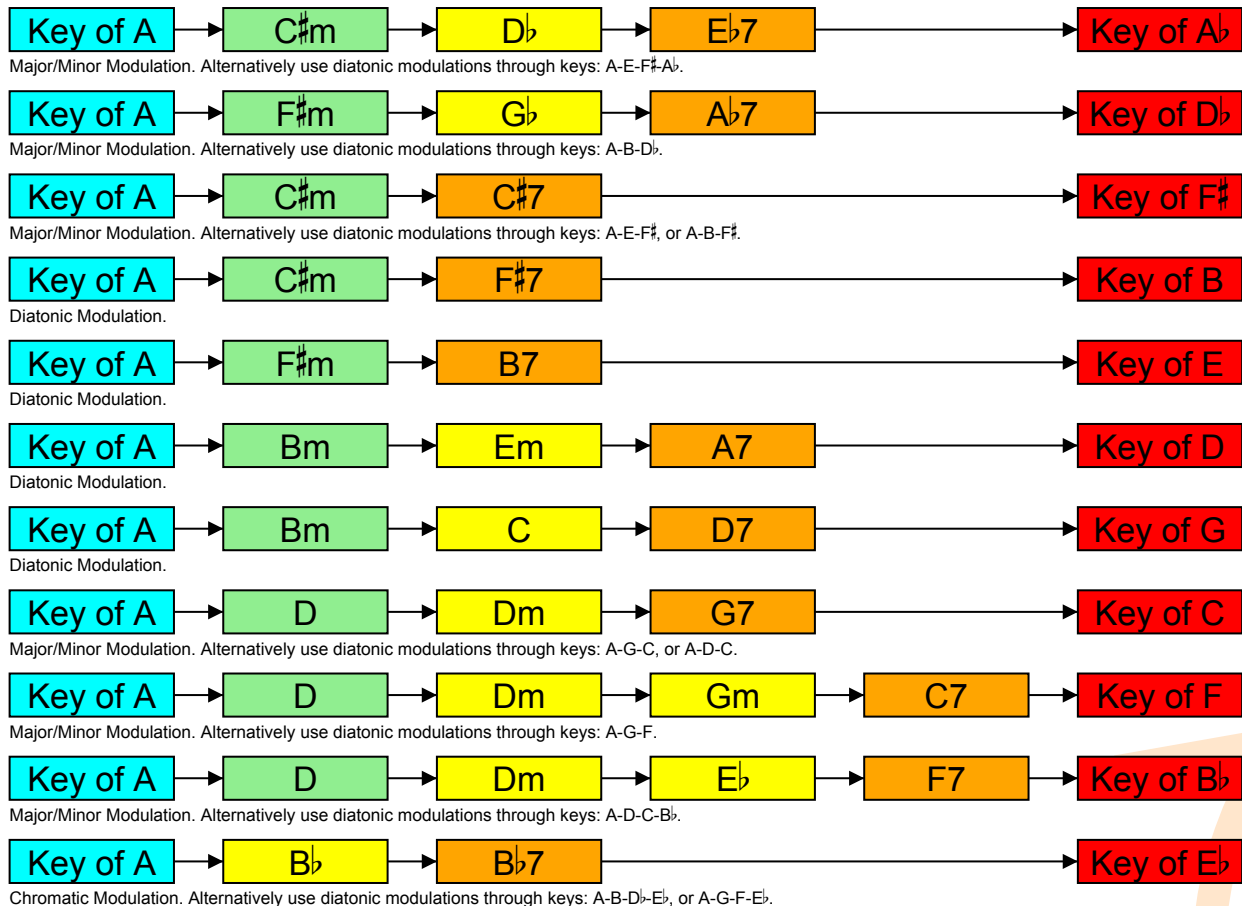 Key of A C♯m D♭ E♭7 Key of A♭
Major/Minor Modulation. Alternatively use diatonic modulations through keys: A-E-F♯-A♭.
Key of A F♯m G♭ A♭7 Key of D♭
Major/Minor Modulation. Alternatively use diatonic modulations through keys: A-B-D♭.
Key of A C♯m C♯7 Key of F♯
Major/Minor Modulation. Alternatively use diatonic modulations through keys: A-E-F♯, or A-B-F♯.
Key of A C♯m F♯7 Key of B
Diatonic Modulation.
Key of A F♯m B7 Key of E
Diatonic Modulation.
Key of A Bm Em A7 Key of D
Diatonic Modulation.
Key of A Bm C D7 Key of G
Diatonic Modulation.
Key of A D Dm G7 Key of C
Major/Minor Modulation. Alternatively use diatonic modulations through keys: A-G-C, or A-D-C.
Key of A D Dm Gm C7 Key of F
Major/Minor Modulation. Alternatively use diatonic modulations through keys: A-G-F.
Key of A D Dm E♭ F7 Key of B♭
Major/Minor Modulation. Alternatively use diatonic modulations through keys: A-D-C-B♭.
Key of A B♭ B♭7 Key of E♭
Chromatic Modulation. Alternatively use diatonic modulations through keys: A-B-D♭-E♭, or A-G-F-E♭.